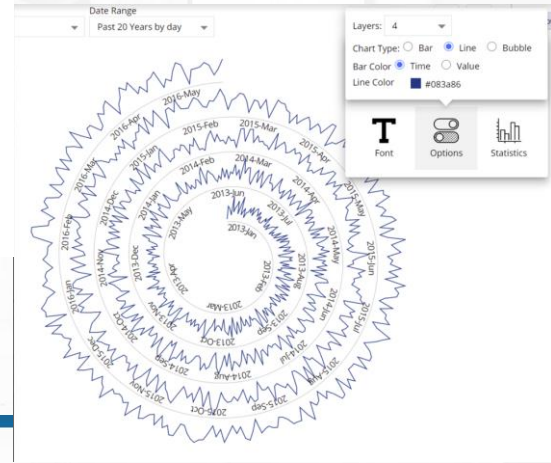 Date Range
Past 20 Years by day
Layers: 4
Chart Type: Bar Line Bubble
Bar Color Time Value
Line Color #083a86
Font Options Statistics
2013-Jan
2013-Feb
2013-Mar
2013-Apr
2013-May
2013-Jun
2013-Jul
2013-Aug
2013-Sep
2013-Oct
2013-Nov
2013-Dec
2014-Jan
2014-Feb
2014-Mar
2014-Apr
2014-May
2014-Jun
2014-Jul
2014-Aug
2014-Sep
2014-Oct
2014-Nov
2014-Dec
2015-Jan
2015-Feb
2015-Mar
2015-Apr
2015-May
2015-Jun
2015-Jul
2015-Aug
2015-Sep
2015-Oct
2015-Nov
2015-Dec
2016-Jan
2016-Feb
2016-Mar
2016-Apr
2016-May